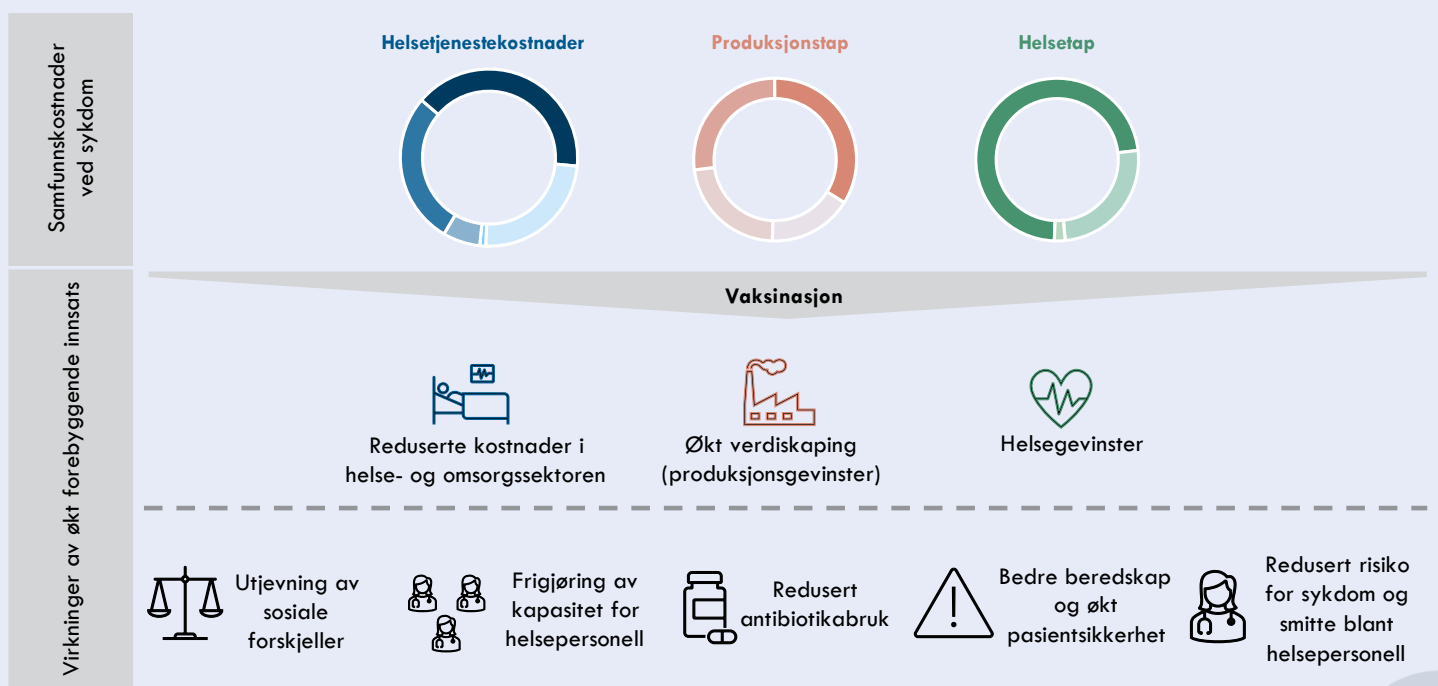 Samfunnskostnader
ved sykdom
Helsetjenestekostnader
Produksjonstap
Helsetap
Vaksinasjon
Virkninger av økt forebyggende innsats
Reduserte kostnader i
helse- og omsorgssektoren
Økt verdiskaping
(produksjonsgevinster)
Helsegevinster
Utjevning av
sosiale
forskjeller
Frigjøring av
kapasitet for
helsepersonell
Redusert
antibiotikabruk
Bedre beredskap
og økt
pasientsikkerhet
Redusert risiko
for sykdom og
smitte blant
helsepersonell